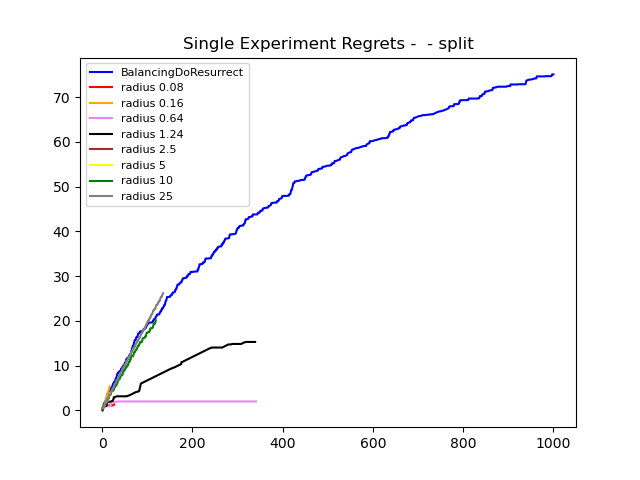 Single Experiment Regrets -  - split
BalancingDoResurrect
radius 0.08
radius 0.16
radius 0.64
radius 1.24
radius 2.5
radius 5
radius 10
radius 25
70
60
50
40
30
20
10
0
0 200 400 600 800 1000